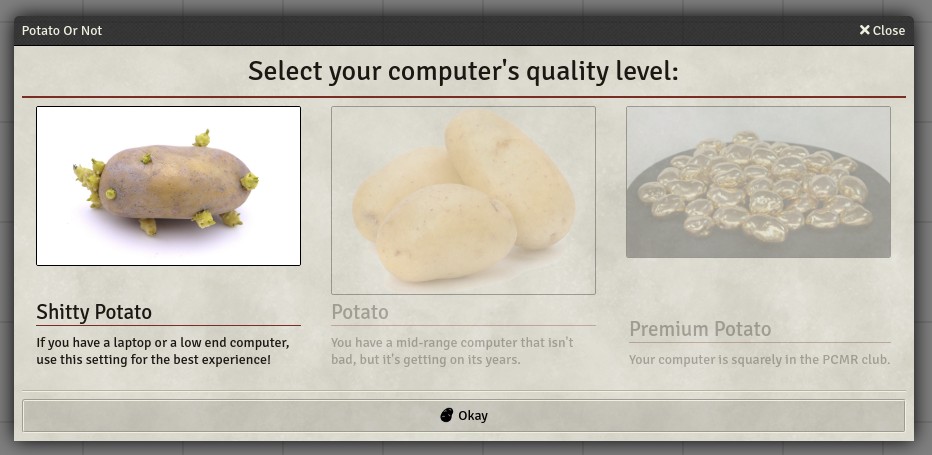 Potato Or Not
Close
Select your computer's quality level:
Shitty Potato
If you have a laptop or a low end computer,
use this setting for the best experience!
Potato
You have a mid-range computer that isn't
bad, but it's getting on its years.
Premium Potato
Your computer is squarely in the PCMR club.
Okay